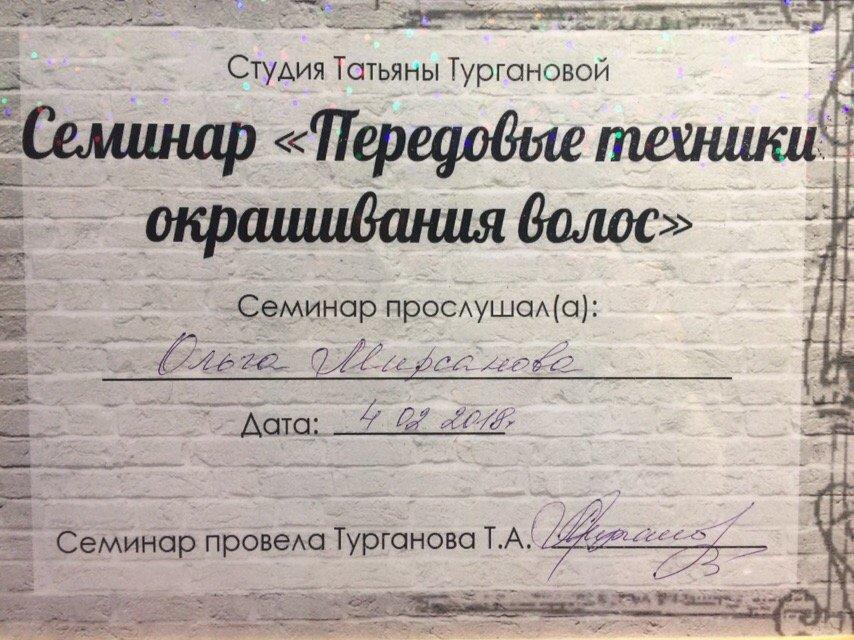 Студия Татьяны Тургановой
Семинар «Передовые техники
окрашивания волос»
Семинар прослушал(а):
Ольга Мирсанова
Дата: 4 02 2018г
Семинар провела Турганова Т.А.